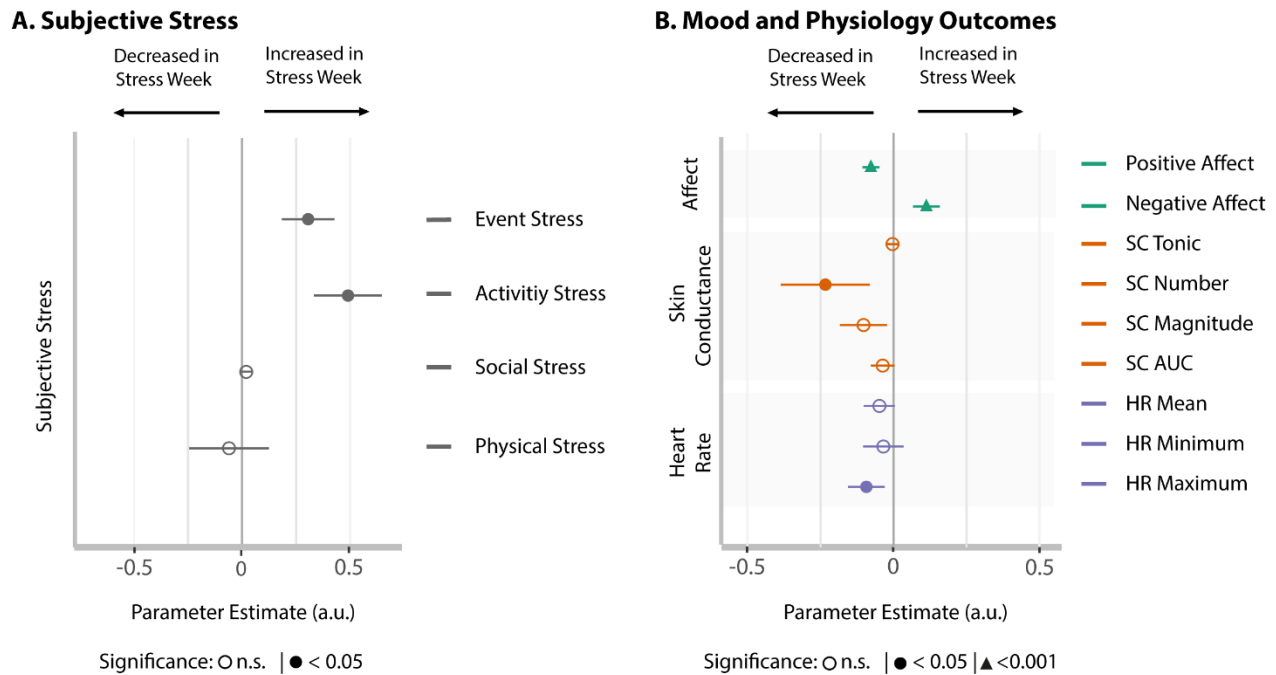 A. Subjective Stress
Decreased in
Stress Week
Increased in
Stress Week
Subjective Stress
Event Stress
Activitiy Stress
Social Stress
Physical Stress
-0.5
0
0.5
Parameter Estimate (a.u.)
Significance: ○ n.s. | ● < 0.05
B. Mood and Physiology Outcomes
Decreased in
Stress Week
Increased in
Stress Week
Affect
Skin
Conductance
Heart
Rate
Positive Affect
Negative Affect
SC Tonic
SC Number
SC Magnitude
SC AUC
HR Mean
HR Minimum
HR Maximum
-0.5
0
0.5
Parameter Estimate (a.u.)
Significance: ○ n.s. | ● < 0.05 | ▲ <0.001